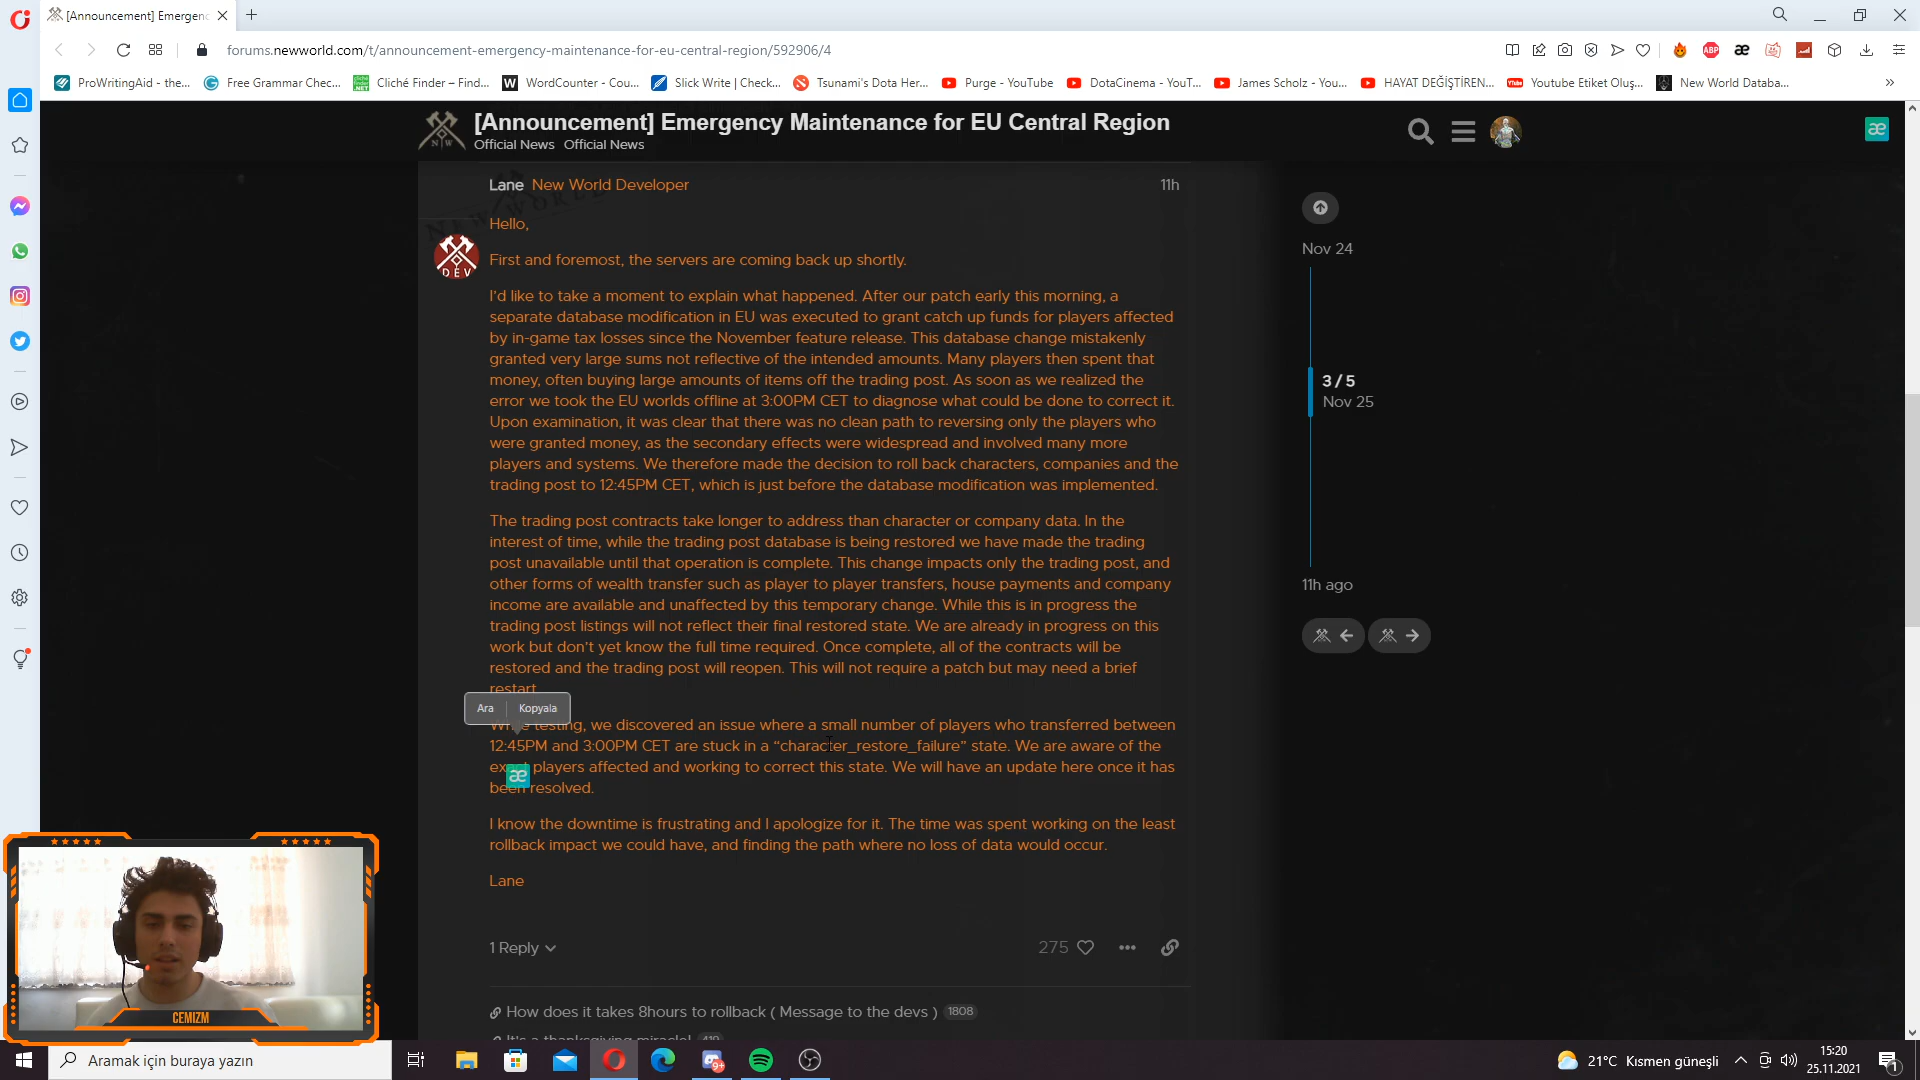 [Announcement] Emergenc
forums.newworld.com/t/announcement-emergency-maintenance-for-eu-central-region/592906/4
ABP
ProWritingAid - the...
Free Grammar Chec...
Cliché Finder – Find...
WordCounter - Cou...
Slick Write | Check...
Tsunami's Dota Her...
Purge - YouTube
DotaCinema - YouT...
James Scholz - You...
HAYAT DEĞİŞTİREN...
Youtube Etiket Oluş...
New World Databa...
[Announcement] Emergency Maintenance for EU Central Region
Official News Official News
Lane New World Developer 11h
DEV
Hello,
First and foremost, the servers are coming back up shortly.
I'd like to take a moment to explain what happened. After our patch early this morning, a
separate database modification in EU was executed to grant catch up funds for players affected
by in-game tax losses since the November feature release. This database change mistakenly
granted very large sums not reflective of the intended amounts. Many players then spent that
money, often buying large amounts of items off the trading post. As soon as we realized the
error we took the EU worlds offline at 3:00PM CET to diagnose what could be done to correct it.
Upon examination, it was clear that there was no clean path to reversing only the players who
were granted money, as the secondary effects were widespread and involved many more
players and systems. We therefore made the decision to roll back characters, companies and the
trading post to 12:45PM CET, which is just before the database modification was implemented.
The trading post contracts take longer to address than character or company data. In the
interest of time, while the trading post database is being restored we have made the trading
post unavailable until that operation is complete. This change impacts only the trading post, and
other forms of wealth transfer such as player to player transfers, house payments and company
income are available and unaffected by this temporary change. While this is in progress the
trading post listings will not reflect their final restored state. We are already in progress on this
work but don't yet know the full time required. Once complete, all of the contracts will be
restored and the trading post will reopen. This will not require a patch but may need a brief
restart.
Ara Kopyala
While testing, we discovered an issue where a small number of players who transferred between
12:45PM and 3:00PM CET are stuck in a “character_restore_failure” state. We are aware of the
exact players affected and working to correct this state. We will have an update here once it has
been resolved.
I know the downtime is frustrating and I apologize for it. The time was spent working on the least
rollback impact we could have, and finding the path where no loss of data would occur.
Lane
1 Reply
275
How does it takes 8hours to rollback ( Message to the devs ) 1808
It's a thanksgiving miracle! 419
Nov 24
3 / 5
Nov 25
11h ago
CEMIZM
Aramak için buraya yazın
9+
21°C Kısmen güneşli
15:20
25.11.2021
1